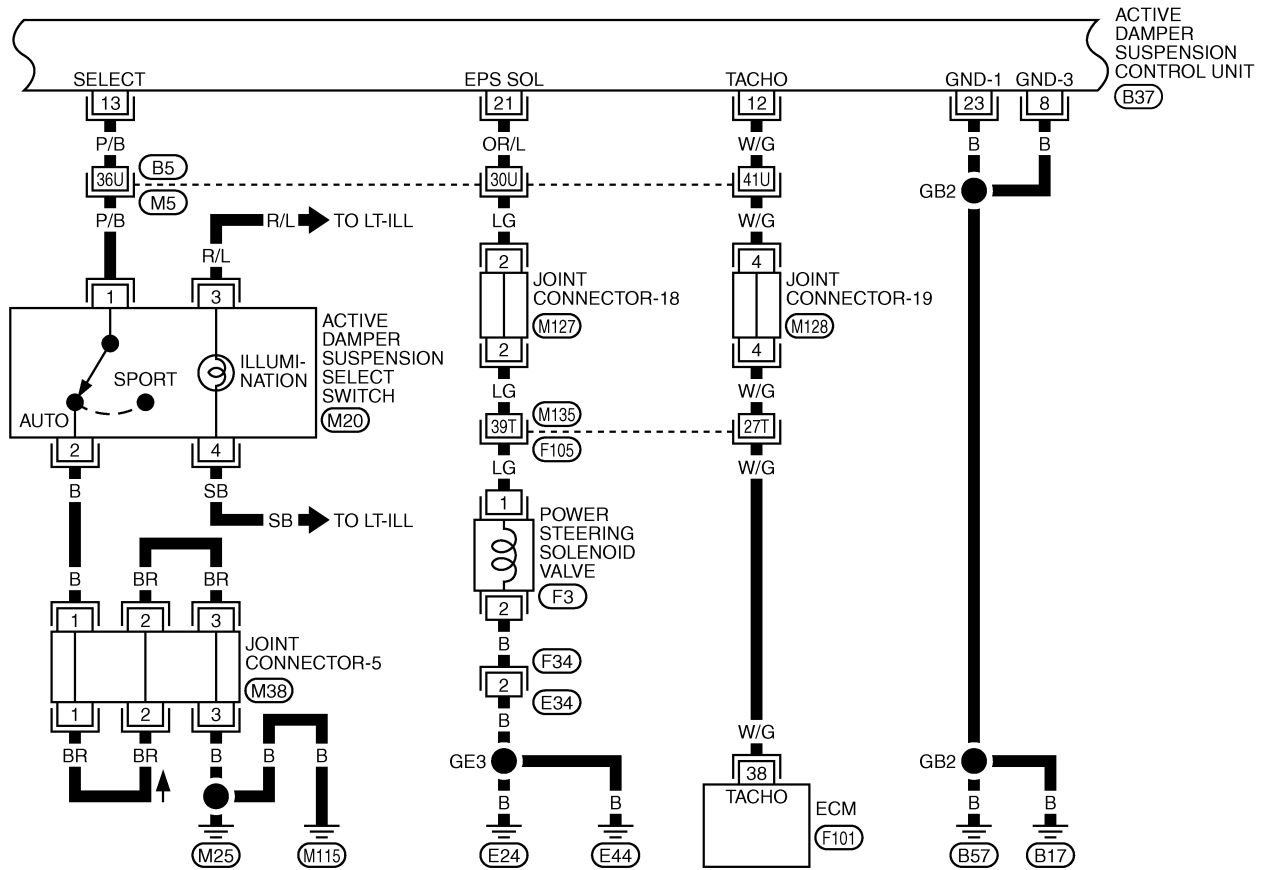 ACTIVE
DAMPER
SUSPENSION
CONTROL UNIT
B37
SELECT
EPS SOL
TACHO
GND-1
GND-3
13
21
12
23
8
P/B
OR/L
W/G
B
B
36U
B5
M5
30U
41U
GB2
P/B
R/L
TO LT-ILL
LG
W/G
R/L
2
4
JOINT
CONNECTOR-18
M127
JOINT
CONNECTOR-19
M128
1
3
ACTIVE
DAMPER
SUSPENSION
SELECT
SWITCH
M20
ILLUMI-
NATION
SPORT
AUTO
2
4
2
4
LG
W/G
39T
M135
F105
27T
B
SB
LG
W/G
SB
TO LT-ILL
1
POWER
STEERING
SOLENOID
VALVE
F3
2
B
BR
BR
1
2
3
JOINT
CONNECTOR-5
M38
1
2
3
B
F34
2
E34
B
W/G
BR
BR
B
B
B
GE3
GB2
38
TACHO
ECM
F101
B
B
B
B
M25
M115
E24
E44
B57
B17